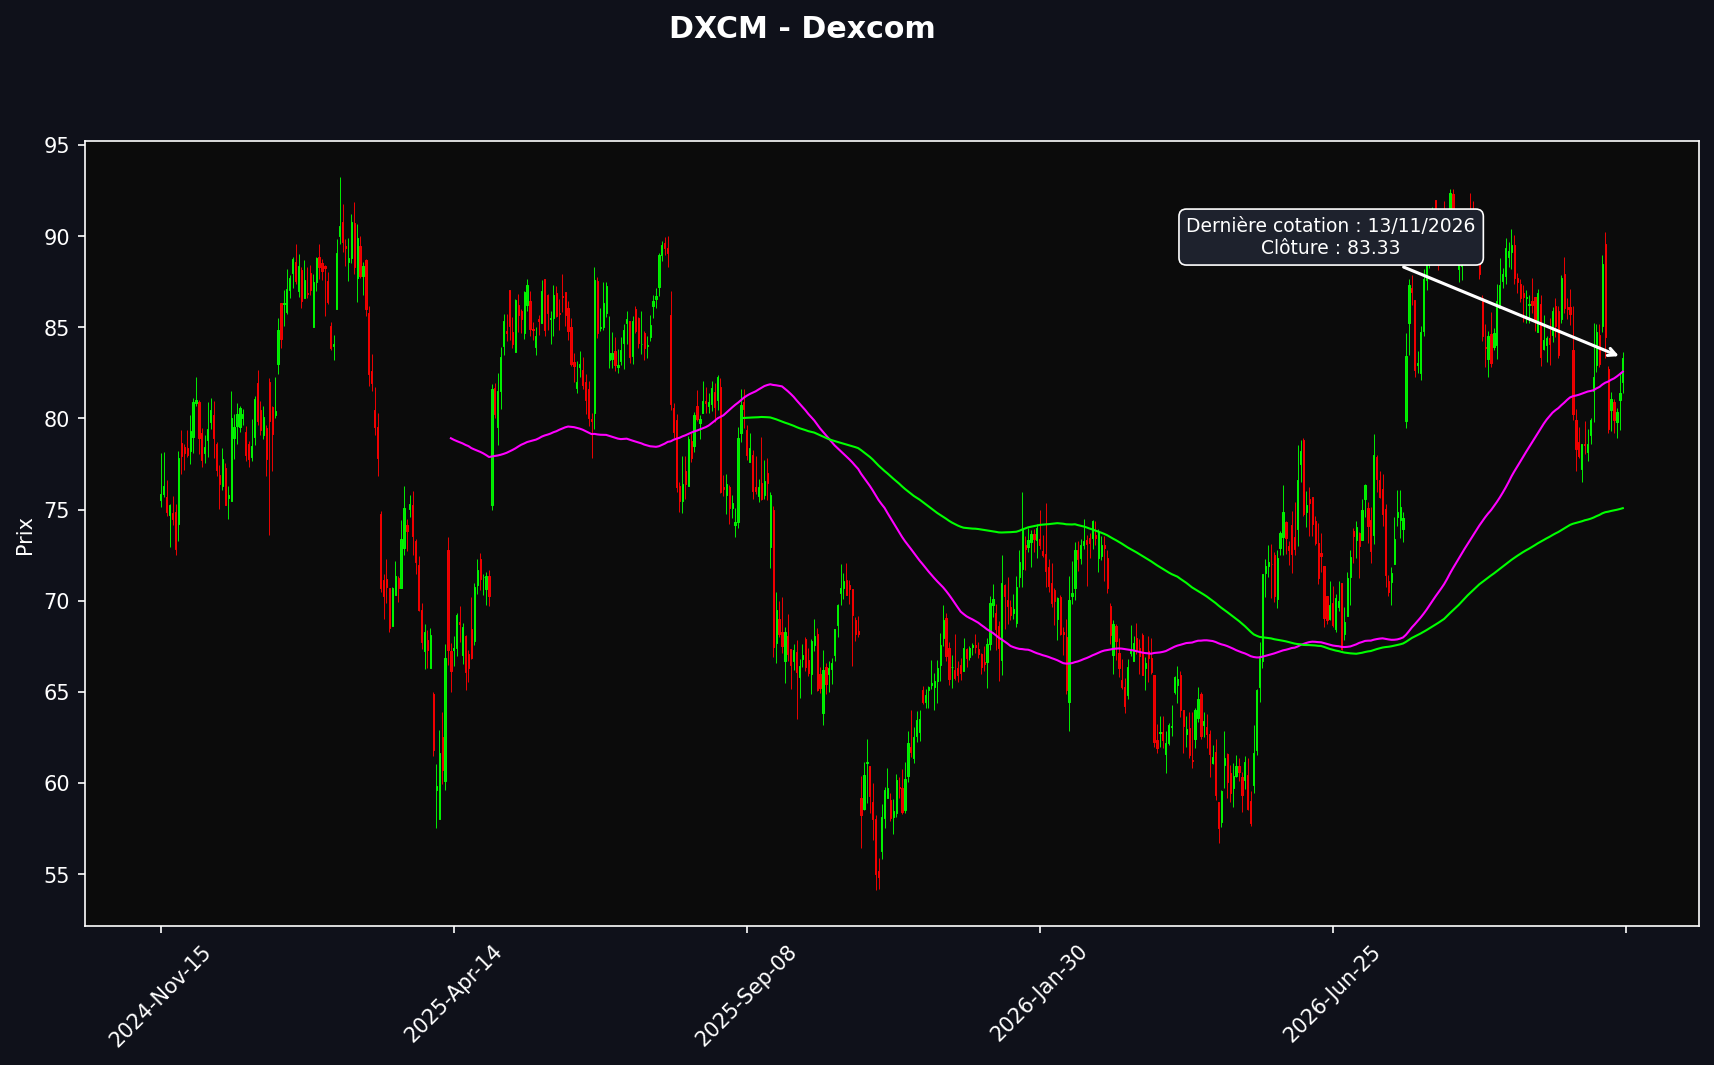 DXCM - Dexcom
95
90
85
80
75
70
65
60
55
Prix
Dernière cotation : 13/11/2026
Clôture : 83.33
2024-Nov-15
2025-Apr-14
2025-Sep-08
2026-Jan-30
2026-Jun-25